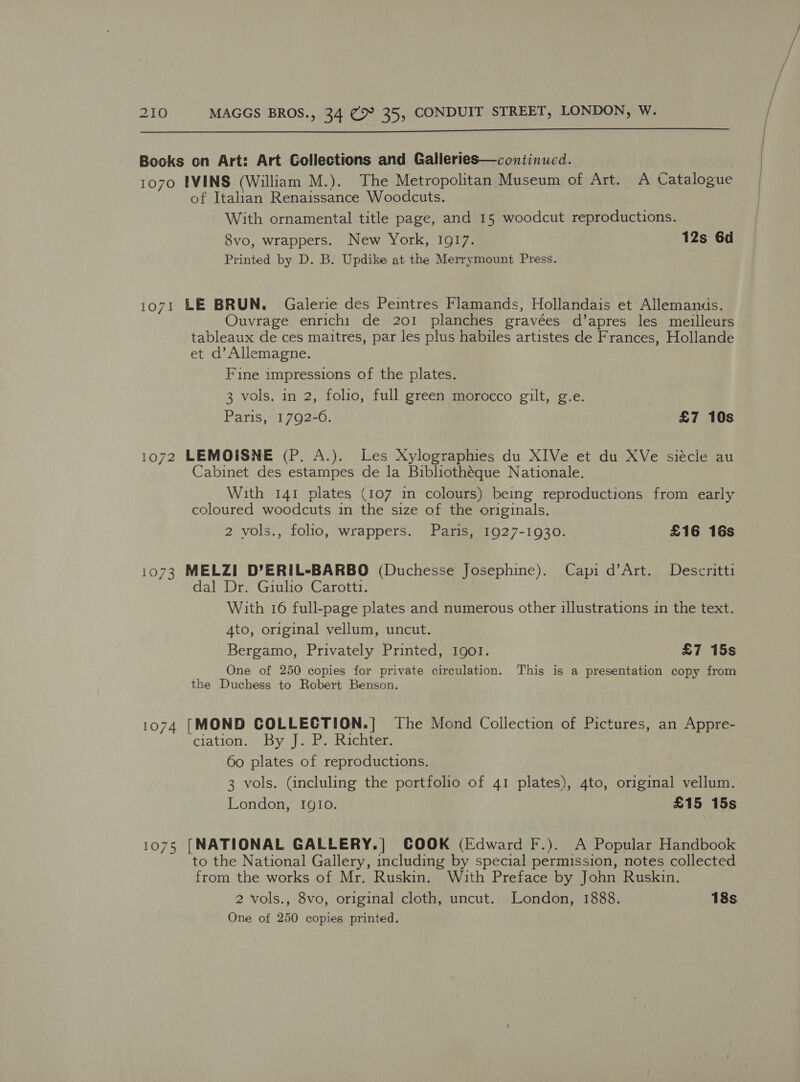 210 MAGGS BROS., 34 & 35, CONDUIT STREET, LONDON, W.
Books on Art: Art Collections and Galleries—continued.
1070 IVINS (William M.). The Metropolitan Museum of Art. A Catalogue
of Italian Renaissance Woodcuts.
With ornamental title page, and 15 woodcut reproductions.
8vo, wrappers. New York, 1917. 12s 6d
Printed by D. B. Updike at the Merrymount Press.
1071 LE BRUN. Galerie des Peintres Flamands, Hollandais et Allemands.
Ouvrage enrichi de 201 planches gravées d'apres les meilleurs
tableaux de ces maitres, par les plus habiles artistes de Frances, Hollande
et d'Allemagne.
Fine impressions of the plates.
3 vols. in 2, folio, full green morocco gilt, g.e.
Paris, 1792-6. £7 10s
1072 LEMOISNE (P. A.). Les Xylographies du XIVe et du XVe siècle au
Cabinet des estampes de la Bibliothèque Nationale.
With 141 plates (107 in colours) being reproductions from early
coloured woodcuts in the size of the originals.
2 vols., folio, wrappers. Paris, 1927-1930. £16 16s
1073 MELZI D'ERIL-BARBO (Duchesse Josephine). Capi d'Art. Descritti
dal Dr. Giulio Carotti.
With 16 full-page plates and numerous other illustrations in the text.
4to, original vellum, uncut.
Bergamo, Privately Printed, 1901. £7 15s
One of 250 copies for private circulation. This is a presentation copy from
the Duchess to Robert Benson.
1074 [MOND COLLECTION.] The Mond Collection of Pictures, an Appre-
ciation. By J. P. Richter.
60 plates of reproductions.
3 vols. (incluling the portfolio of 41 plates), 4to, original vellum.
London, 1910. £15 15s
1075 [NATIONAL GALLERY.] COOK (Edward F.). A Popular Handbook
to the National Gallery, including by special permission, notes collected
from the works of Mr. Ruskin. With Preface by John Ruskin.
2 vols., 8vo, original cloth, uncut. London, 1888. 18s
One of 250 copies printed.